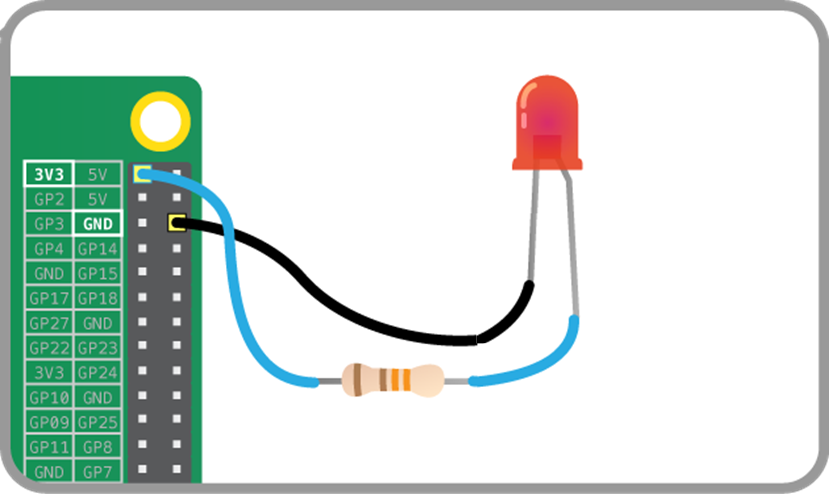 3V3 5V
GP2 5V
GP3 GND
GP4 GP14
GND GP15
GP17 GP18
GP27 GND
GP22 GP23
3V3 GP24
GP10 GND
GP09 GP25
GP11 GP8
GND GP7